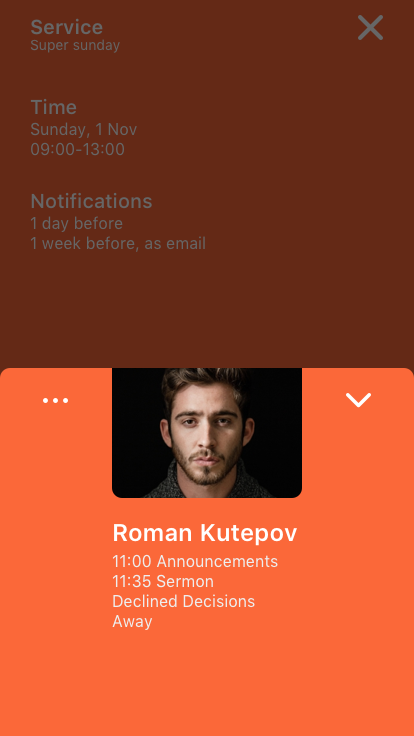 Service
Super sunday
Time
Sunday, 1 Nov
09:00-13:00
Notifications
1 day before
1 week before, as email
Roman Kutepov
11:00 Announcements
11:35 Sermon
Declined Decisions
Away